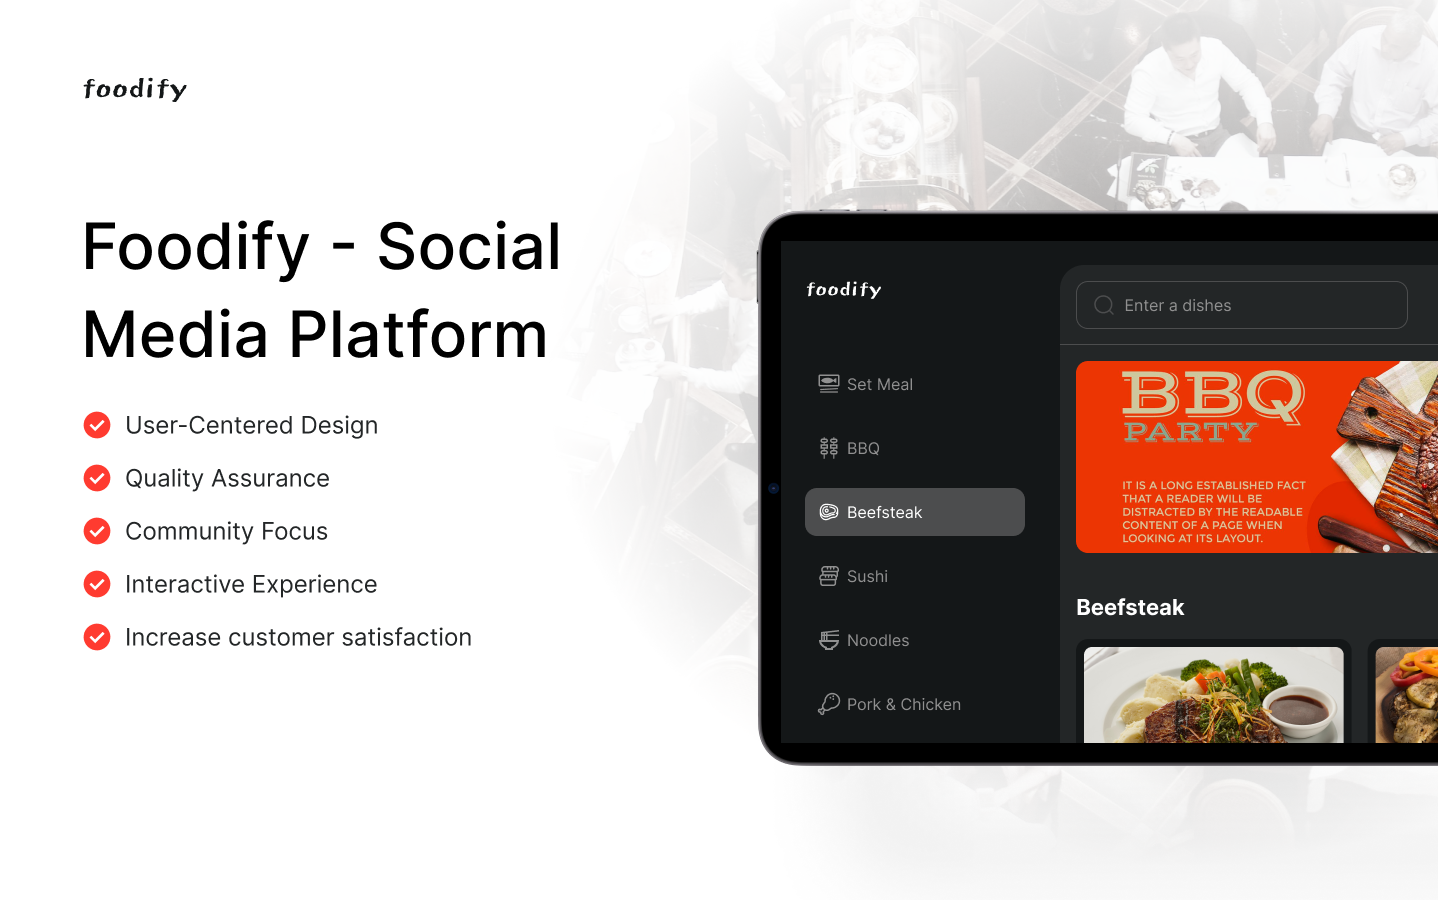 foodify
Foodify - Social
Media Platform
User-Centered Design
Quality Assurance
Community Focus
Interactive Experience
Increase customer satisfaction
foodify
Enter a dishes
Set Meal
BBQ
Beefsteak
Sushi
Noodles
Pork & Chicken
BBQ
PARTY
IT IS A LONG ESTABLISHED FACT
THAT A READER WILL BE
DISTRACTED BY THE READABLE
CONTENT OF A PAGE WHEN
LOOKING AT ITS LAYOUT.
Beefsteak